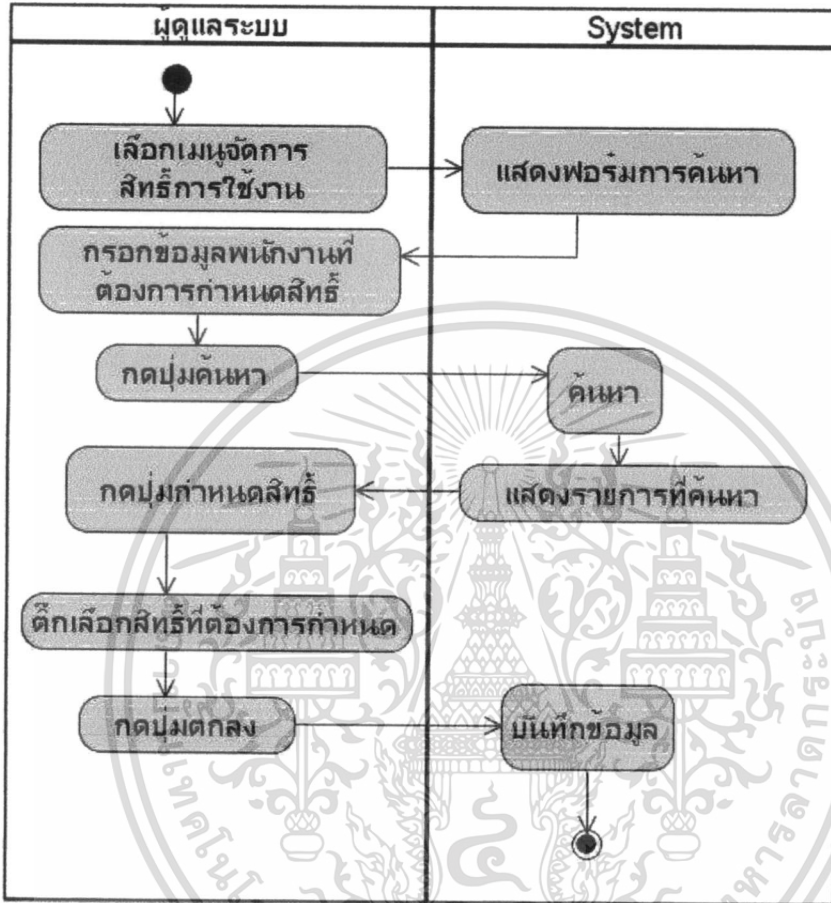 ผู้ดูแลระบบ
System
เลือกเมนูจัดการ
สิทธิ์การใช้งาน
แสดงฟอร์มการค้นหา
กรอกข้อมูลพนักงานที่
ต้องการกำหนดสิทธิ์
กดปุ่มค้นหา
ค้นหา
กดปุ่มกำหนดสิทธิ์
แสดงรายการที่ค้นหา
ติ๊กเลือกสิทธิ์ที่ต้องการกำหนด
กดปุ่มตกลง
บันทึกข้อมูล